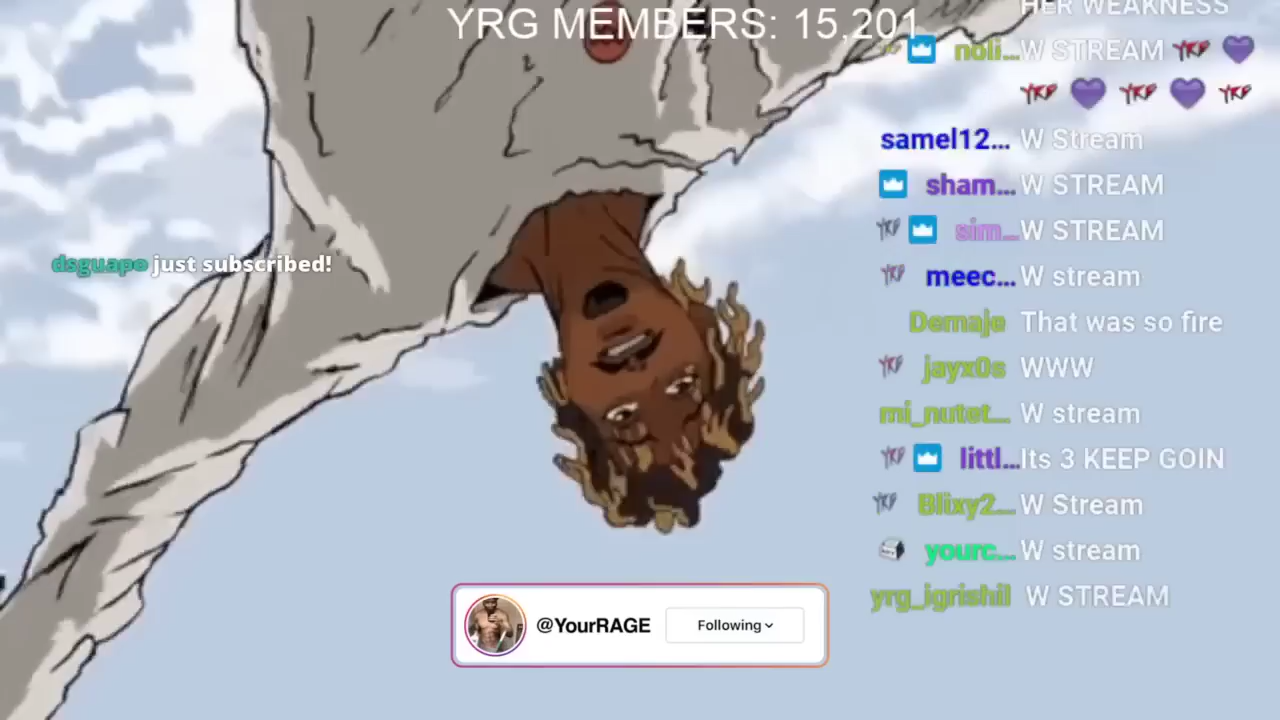 YRG MEMBERS: 15,201
HER WEAKNESS
noli... W STREAM
samel12... W Stream
sham... W STREAM
sim... W STREAM
meec... W stream
Demaje That was so fire
dsguapo just subscribed!
jayx0s WWW
mi_nutet... W stream
littl... Its 3 KEEP GOIN
Blixy2... W Stream
yourc... W stream
yrg_igrishil W STREAM
@YourRAGE Following